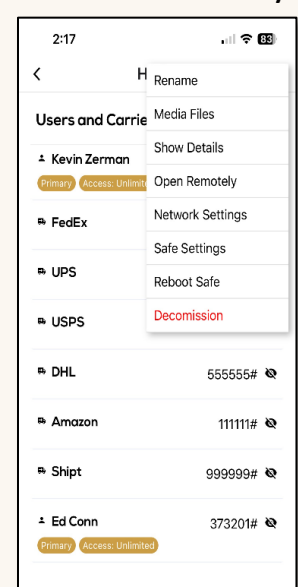 2:17
83
H
Rename
Users and Carrie
Media Files
Show Details
Kevin Zerman
Primary Access: Unlimite
Open Remotely
FedEx
Network Settings
Safe Settings
UPS
Reboot Safe
USPS
Decomission
DHL 555555#
Amazon 111111#
Shipt 999999#
Ed Conn 373201#
Primary Access: Unlimited